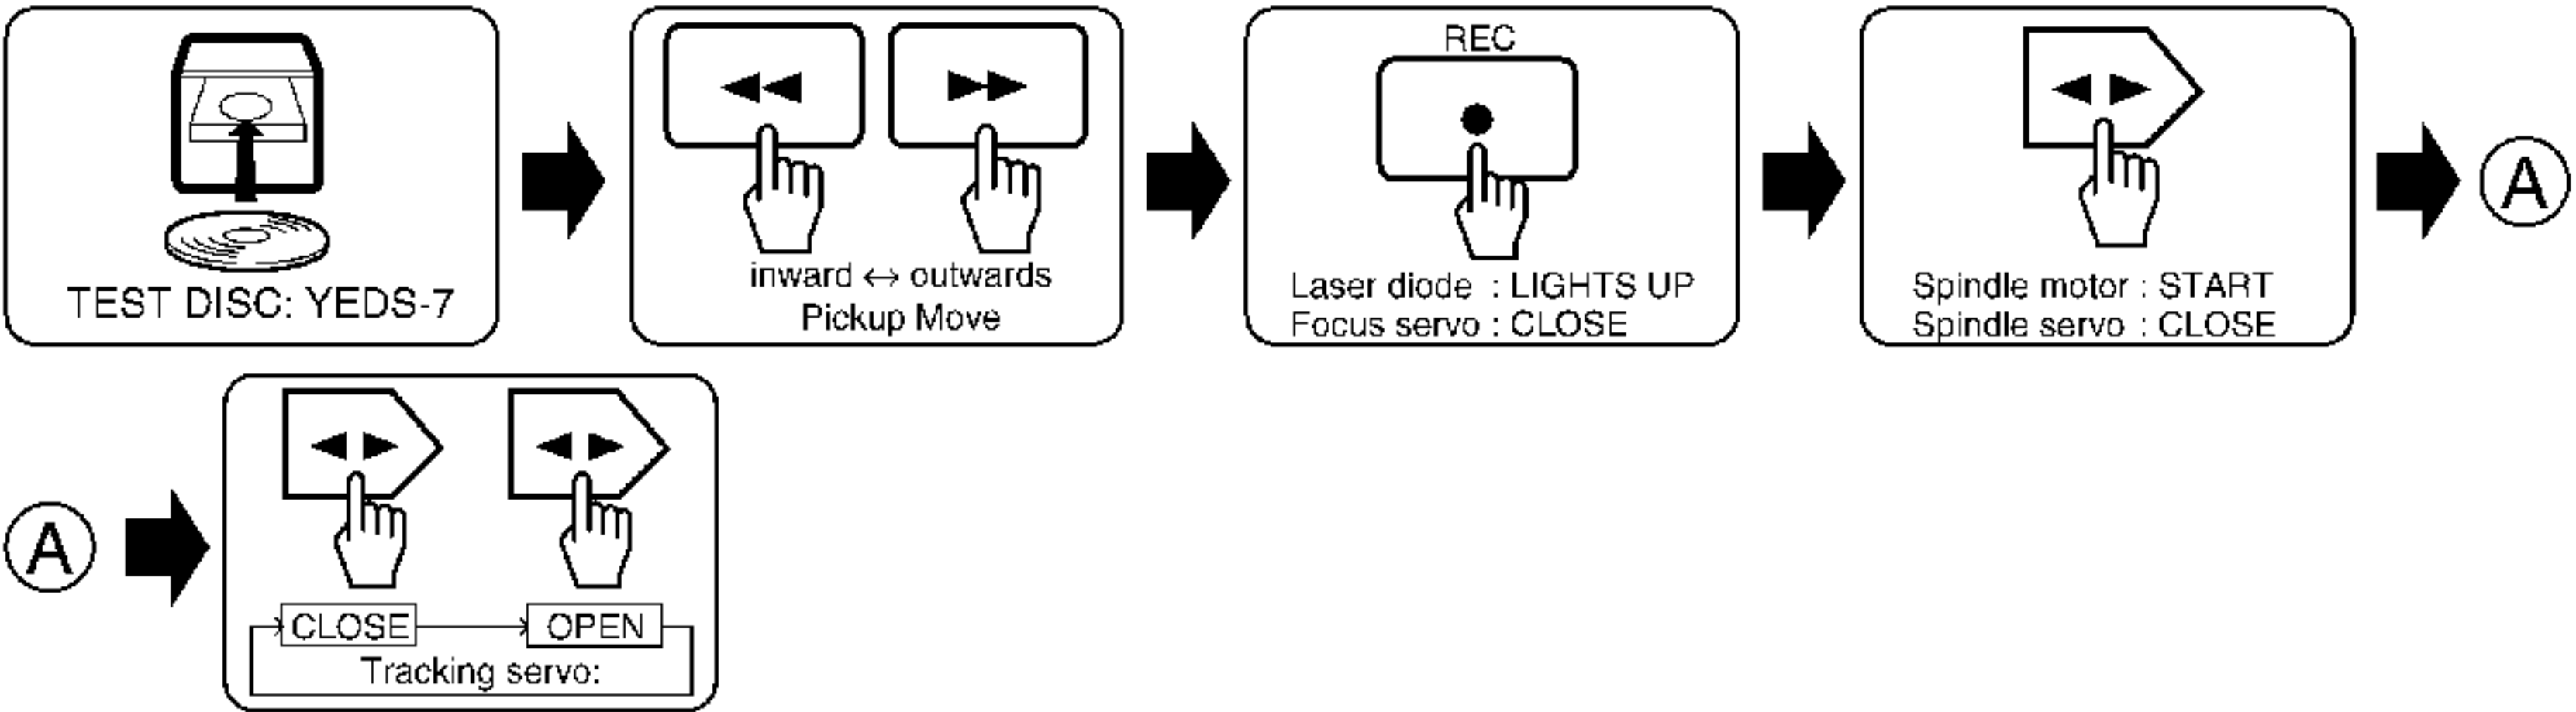 TEST DISC: YEDS-7
inward ↔ outwards
Pickup Move
REC
Laser diode : LIGHTS UP
Focus servo : CLOSE
Spindle motor : START
Spindle servo : CLOSE
A
A
CLOSE OPEN
Tracking servo: